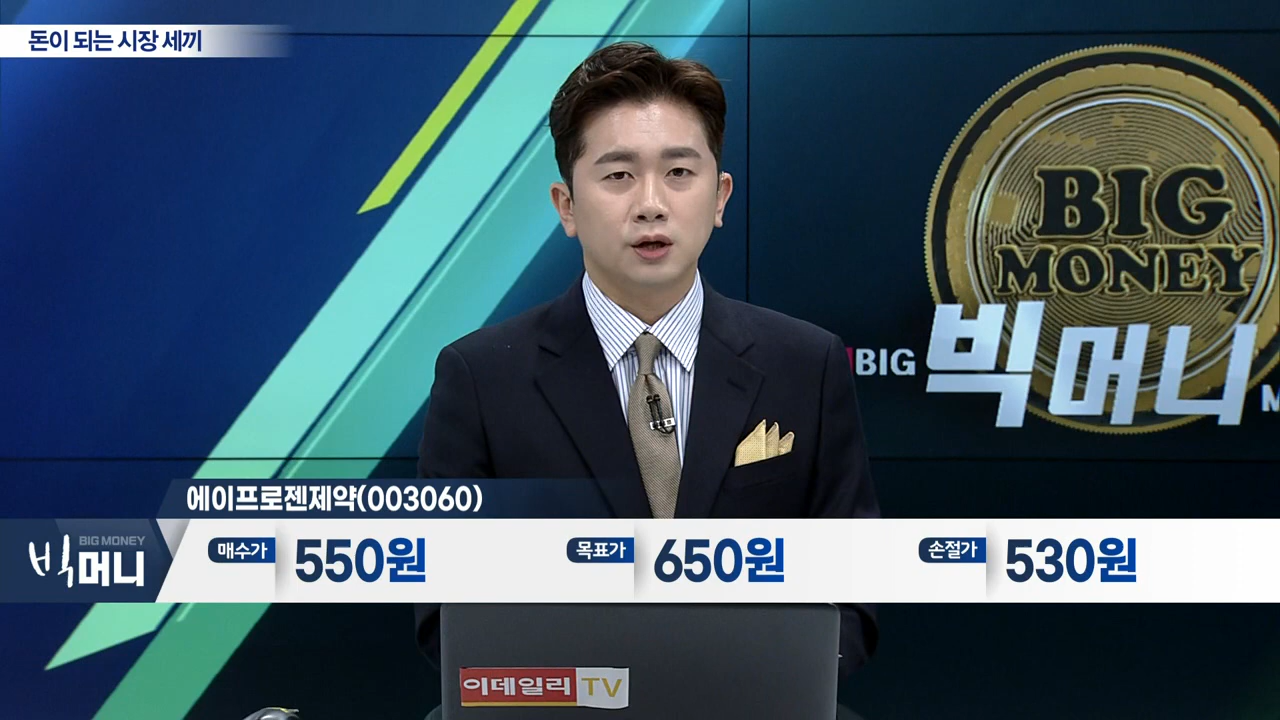 돈이 되는 시장 세끼
BIG
MONEY
BIG 빅머니 M
에이프로젠제약(003060)
BIG MONEY
빅머니
매수가 550원 목표가 650원 손절가 530원
이데일리 TV